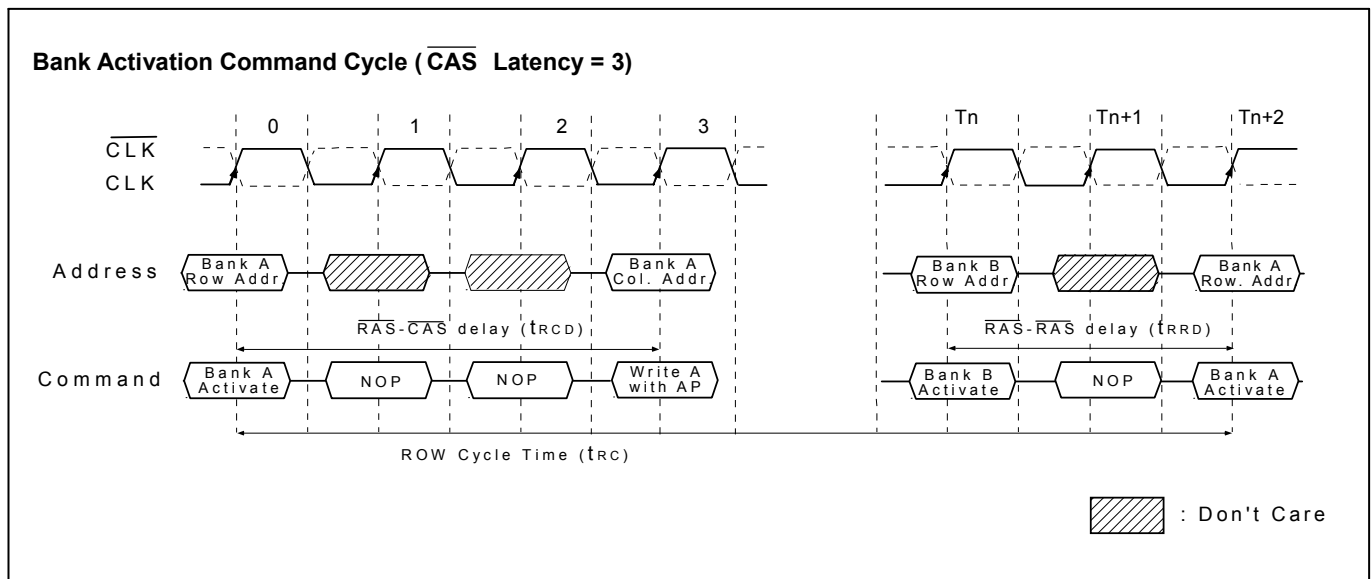 Bank Activation Command Cycle ( CAS Latency = 3)
0 1 2 3 Tn Tn+1 Tn+2
CLK
CLK
Address
Bank A
Row Addr.
Bank A
Col. Addr.
Bank B
Row Addr
Bank A
Row. Addr
RAS-CAS delay (tRCD)
RAS-RAS delay (tRRD)
Command
Bank A
Activate
NOP
NOP
Write A
with AP
Bank B
Activate
NOP
Bank A
Activate
ROW Cycle Time (tRC)
: Don't Care